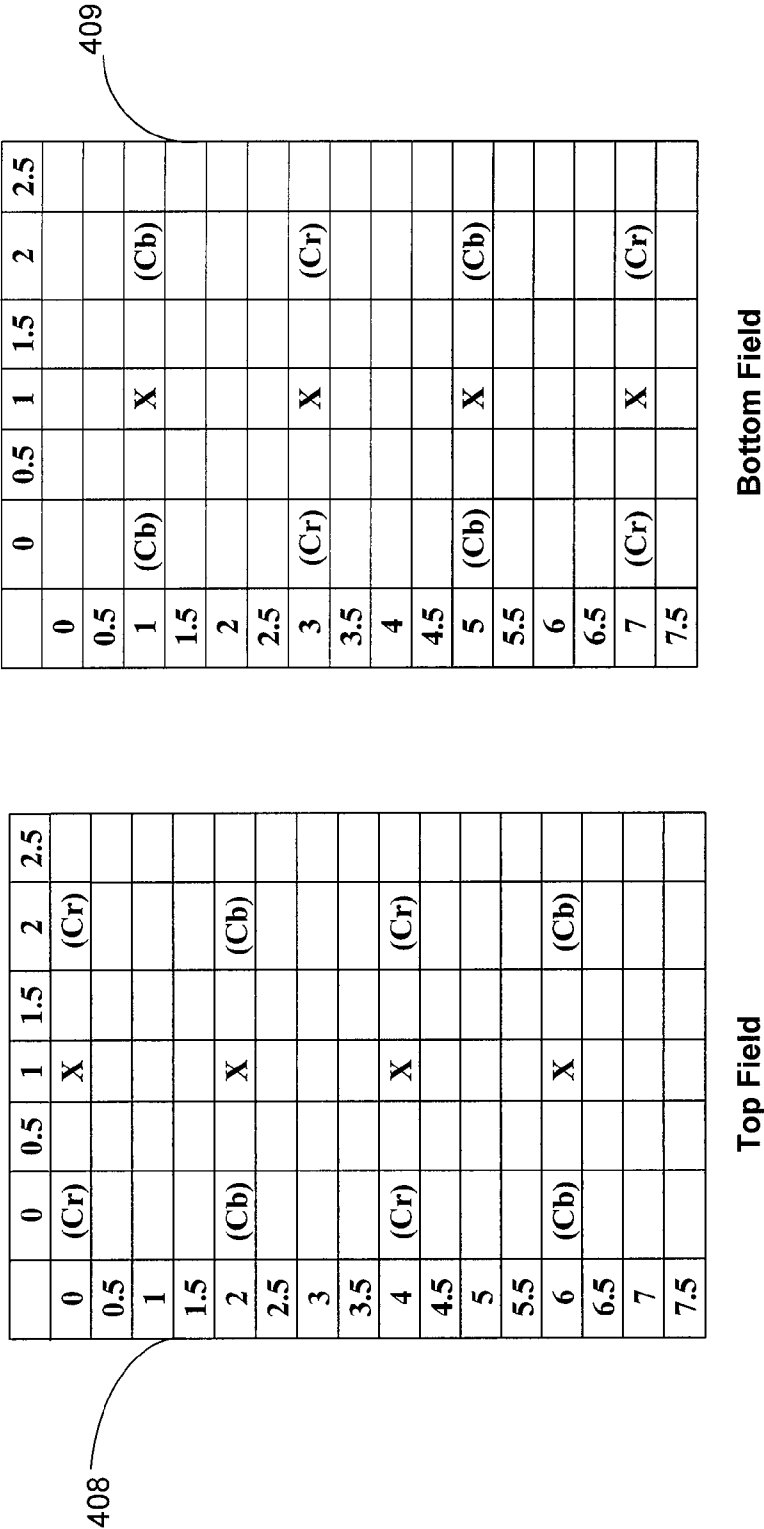 408
0 0.5 1 1.5 2 2.5
0 (Cr) X (Cr)
0.5
1
1.5
2 (Cb) X (Cb)
2.5
3
3.5
4 (Cr) X (Cr)
4.5
5
5.5
6 (Cb) X (Cb)
6.5
7
7.5
Top Field
409
0 0.5 1 1.5 2 2.5
0
0.5
1 (Cb) X (Cb)
1.5
2
2.5
3 (Cr) X (Cr)
3.5
4
4.5
5 (Cb) X (Cb)
5.5
6
6.5
7 (Cr) X (Cr)
7.5
Bottom Field